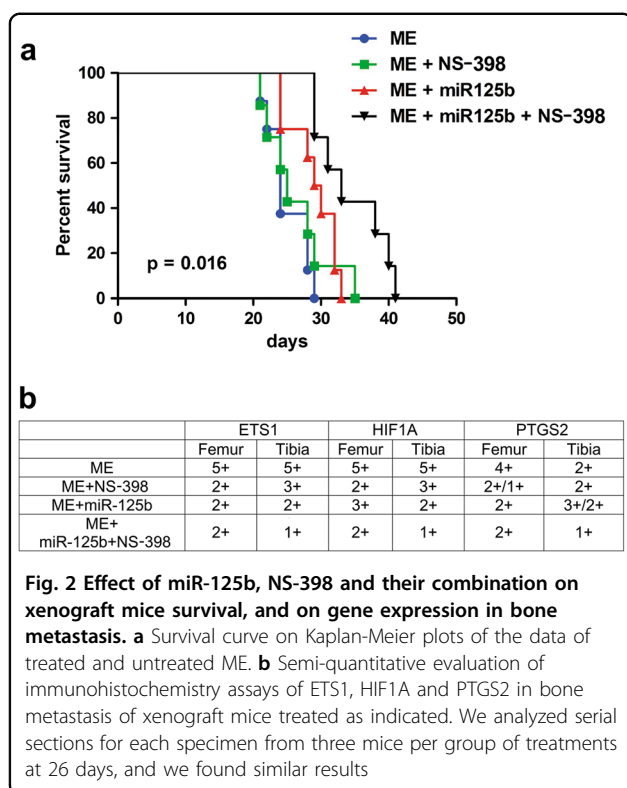 a
ME
ME + NS-398
ME + miR125b
ME + miR125b + NS-398
100
80
60
40
20
0
Percent survival
p = 0.016
0 10 20 30 40 50
days
b
ETS1 HIF1A PTGS2
Femur Tibia Femur Tibia Femur Tibia
ME 5+ 5+ 5+ 5+ 4+ 2+
ME+NS-398 2+ 3+ 2+ 3+ 2+/1+ 2+
ME+miR-125b 2+ 2+ 3+ 2+ 2+ 3+/2+
ME+
miR-125b+NS-398 2+ 1+ 2+ 1+ 2+ 1+
Fig. 2 Effect of miR-125b, NS-398 and their combination on
xenograft mice survival, and on gene expression in bone
metastasis. a Survival curve on Kaplan-Meier plots of the data of
treated and untreated ME. b Semi-quantitative evaluation of
immunohistochemistry assays of ETS1, HIF1A and PTGS2 in bone
metastasis of xenograft mice treated as indicated. We analyzed serial
sections for each specimen from three mice per group of treatments
at 26 days, and we found similar results